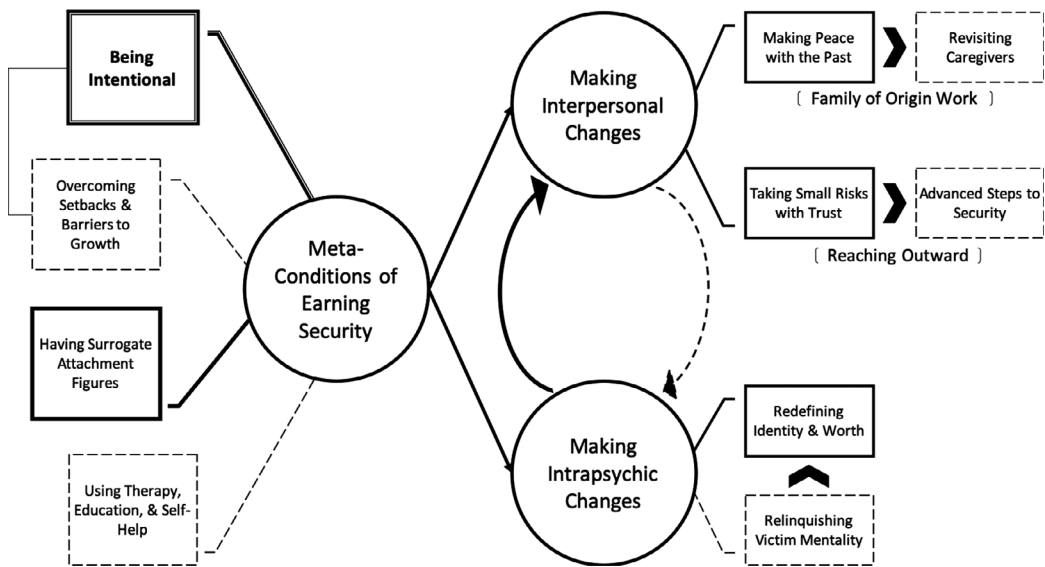 Being
Intentional
Overcoming
Setbacks &
Barriers to
Growth
Having Surrogate
Attachment
Figures
Using Therapy,
Education, & Self-
Help
Meta-
Conditions of
Earning
Security
Making
Interpersonal
Changes
Making Peace
with the Past
Revisiting
Caregivers
[ Family of Origin Work ]
Taking Small Risks
with Trust
Advanced Steps to
Security
[ Reaching Outward ]
Making
Intrapsychic
Changes
Redefining
Identity & Worth
Relinquishing
Victim Mentality